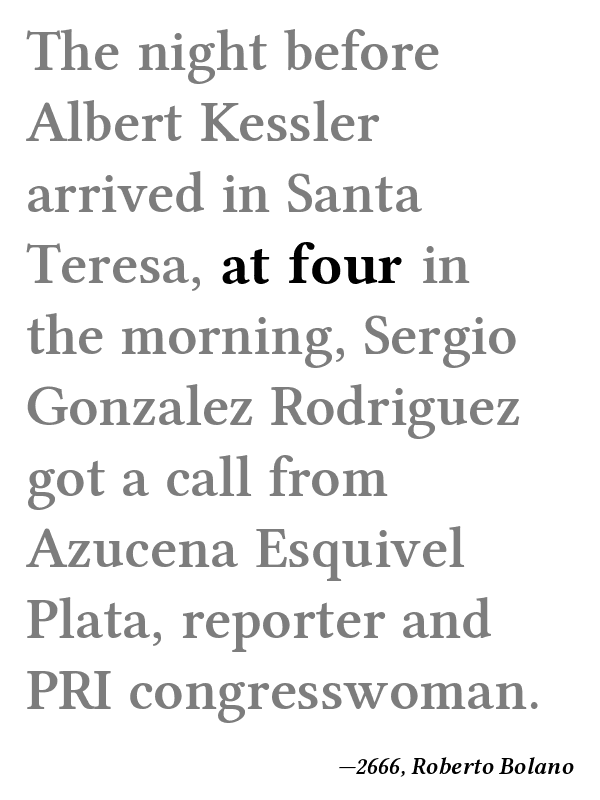 The night before
Albert Kessler
arrived in Santa
Teresa, at four in
the morning, Sergio
Gonzalez Rodriguez
got a call from
Azucena Esquivel
Plata, reporter and
PRI congresswoman.
—2666, Roberto Bolano